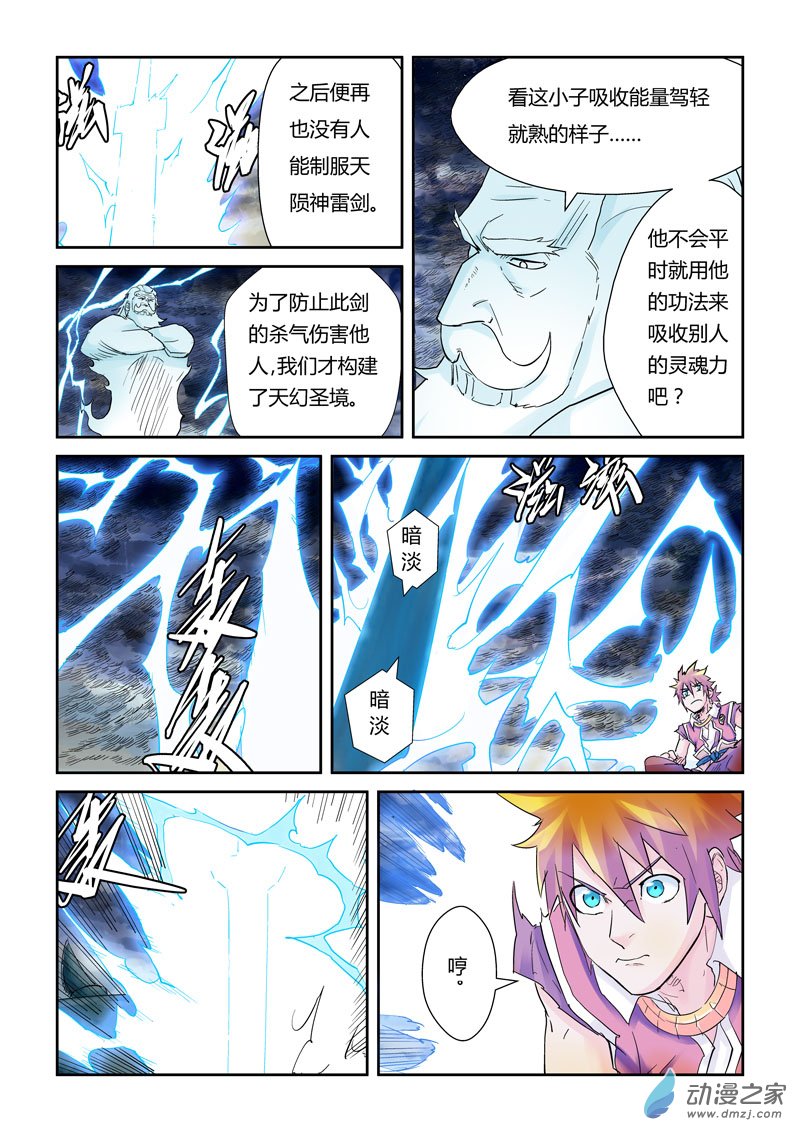 之后便再
也没有人
能制服天
陨神雷剑。
为了防止此剑
的杀气伤害他
人,我们才构建
了天幻圣境。
看这小子吸收能量驾轻
就熟的样子......
他不会平
时就用他
的功法来
吸收别人
的灵魂力
吧？
暗
淡
暗
淡
哼。
动漫之家
www.dmzj.com